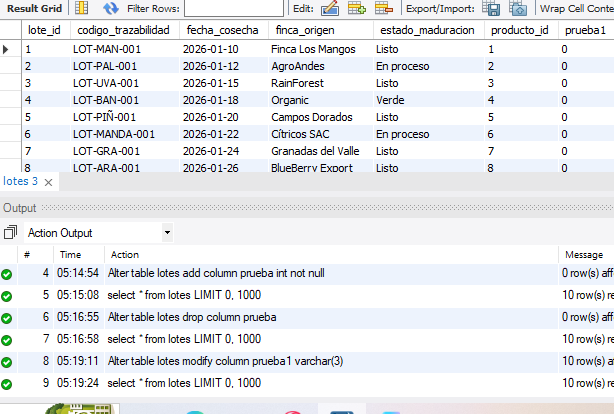 Result Grid Filter Rows: Edit: Export/Import: Wrap Cell Conte
lote_id codigo_trazabilidad fecha_cosecha finca_origen estado_maduracion producto_id prueba1
1 LOT-MAN-001 2026-01-10 Finca Los Mangos Listo 1 0
2 LOT-PAL-001 2026-01-12 AgroAndes En proceso 2 0
3 LOT-UVA-001 2026-01-15 RainForest Listo 3 0
4 LOT-BAN-001 2026-01-18 Organic Verde 4 0
5 LOT-PIÑ-001 2026-01-20 Campos Dorados Listo 5 0
6 LOT-MANDA-001 2026-01-22 Cítricos SAC En proceso 6 0
7 LOT-GRA-001 2026-01-24 Granadas del Valle Listo 7 0
8 LOT-ARA-001 2026-01-26 BlueBerry Export Listo 8 0
lotes 3
Output
Action Output
# Time Action Message
4 05:14:54 Alter table lotes add column prueba int not null 0 row(s) aff
5 05:15:08 select * from lotes LIMIT 0, 1000 10 row(s) re
6 05:16:55 Alter table lotes drop column prueba 0 row(s) aff
7 05:16:58 select * from lotes LIMIT 0, 1000 10 row(s) re
8 05:19:11 Alter table lotes modify column prueba1 varchar(3) 10 row(s) af
9 05:19:24 select * from lotes LIMIT 0, 1000 10 row(s) re